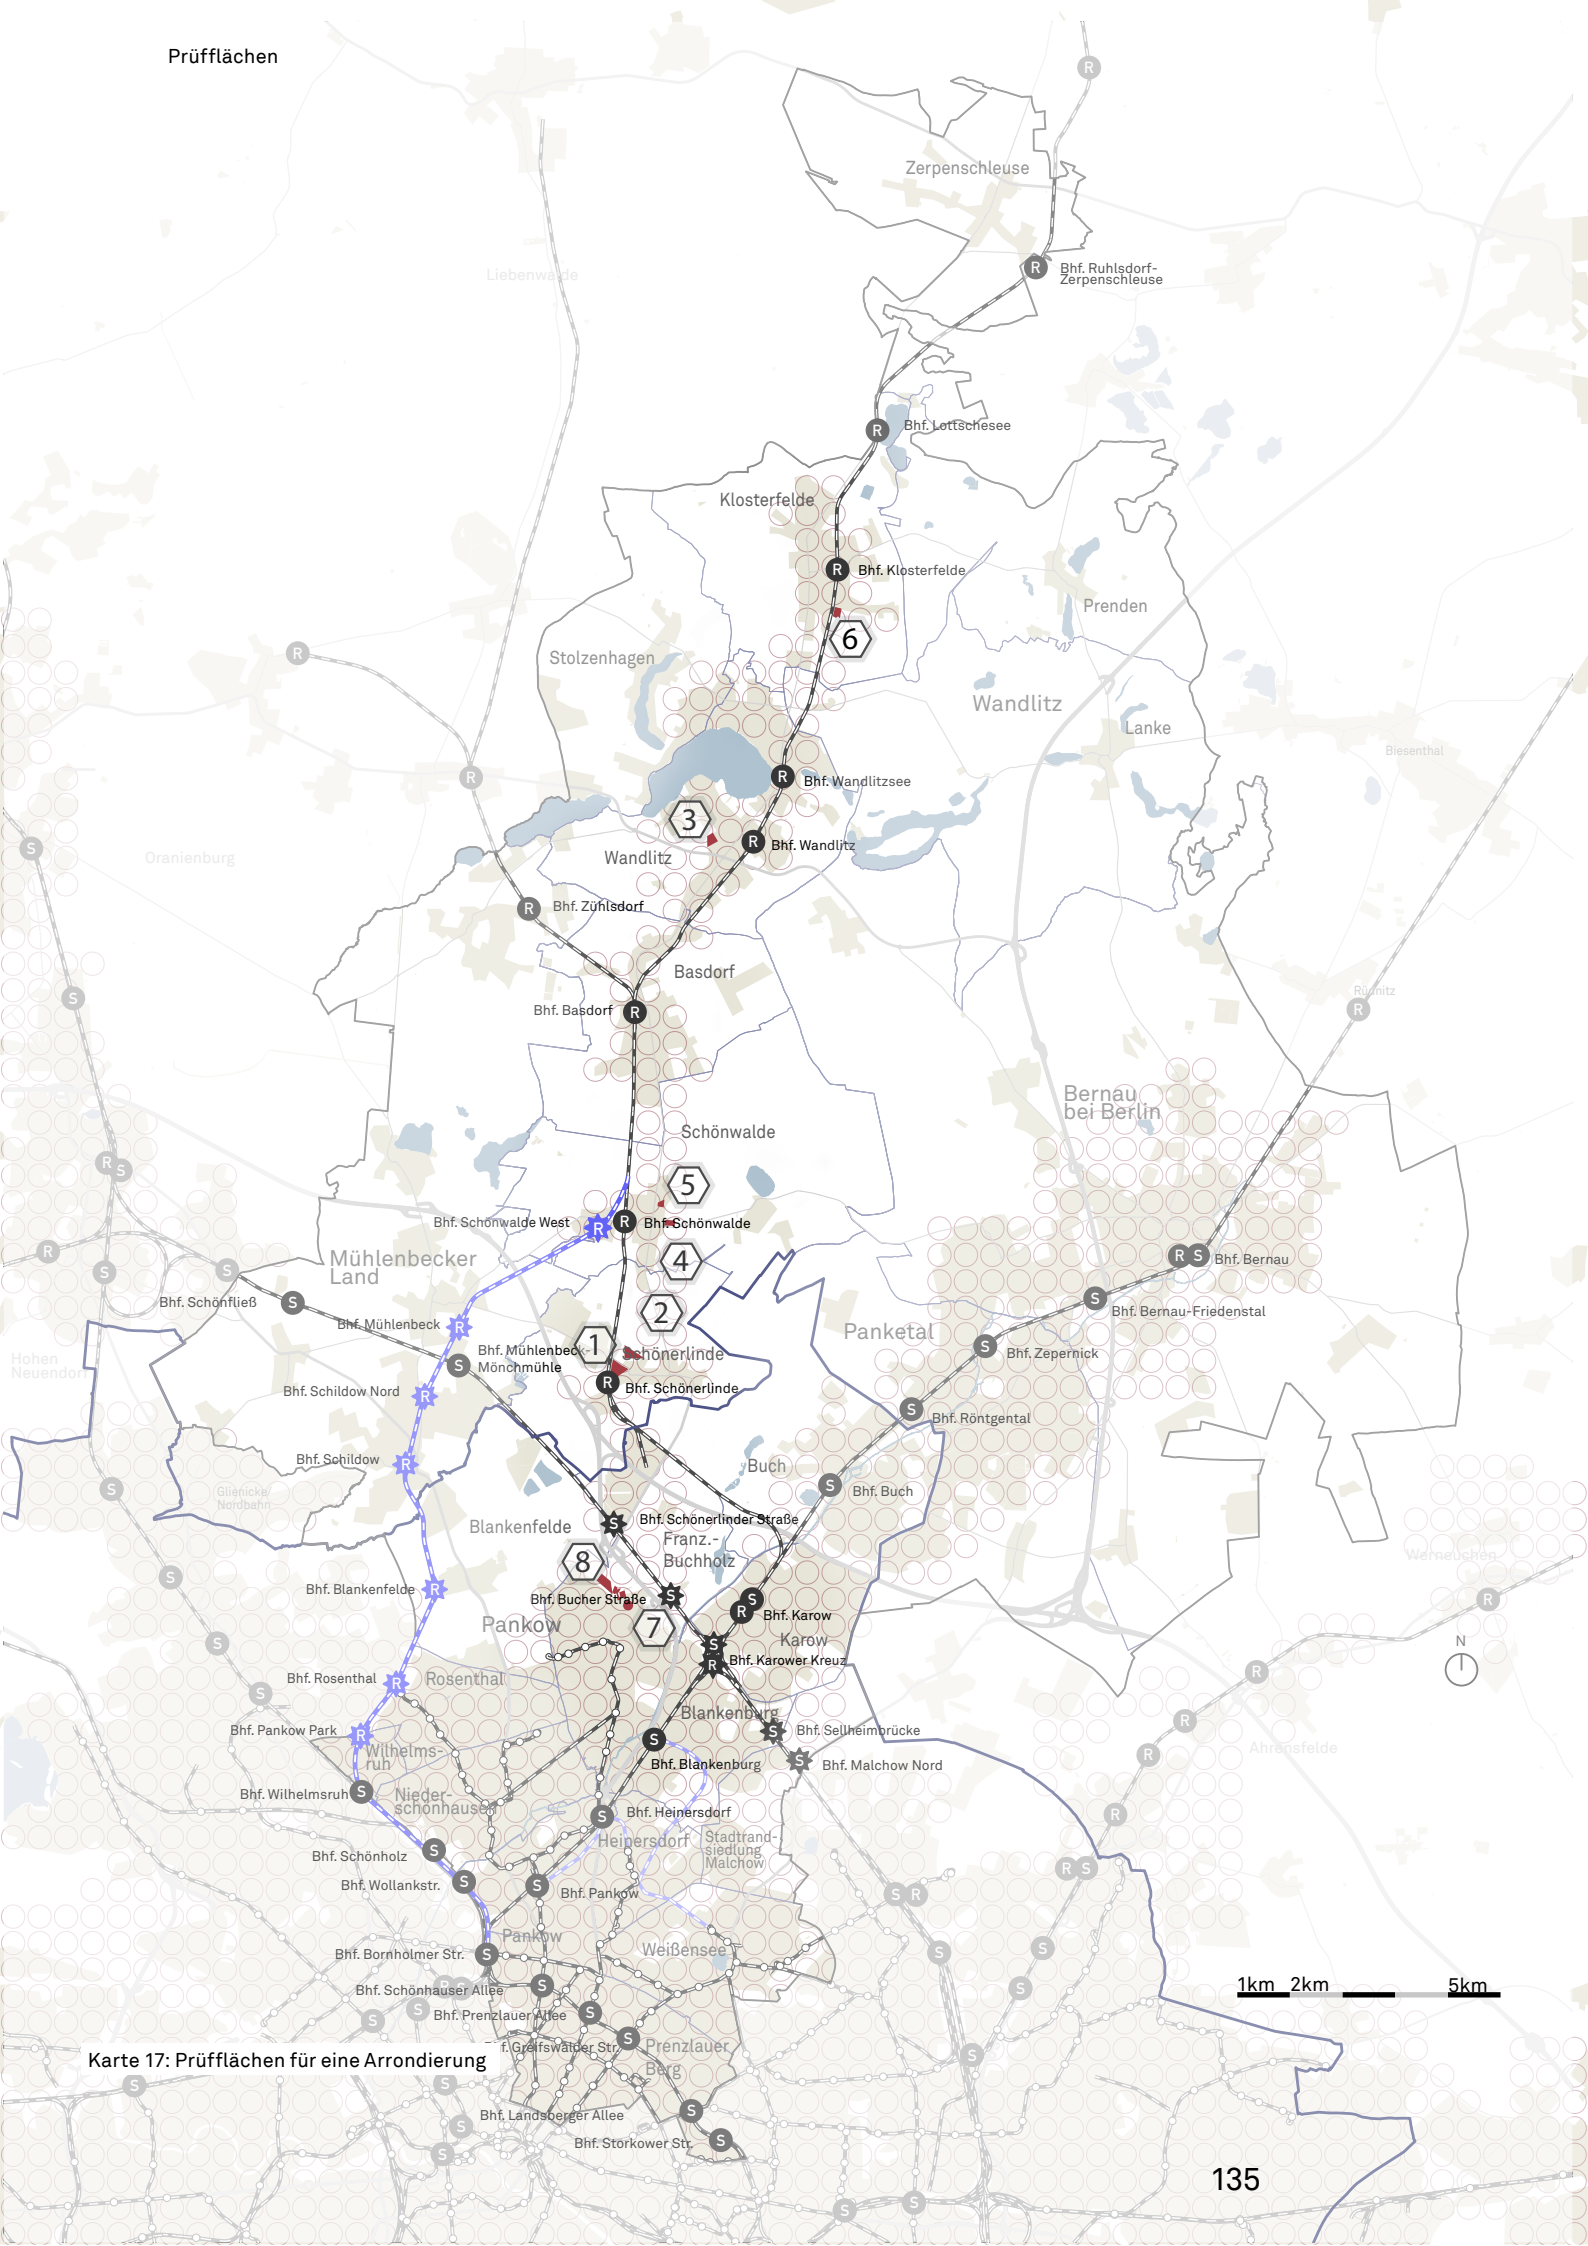 Prüfflächen
R
Zerpenschleuse
R
Bhf. Ruhlsdorf-
Zerpenschleuse
Liebenwalde
R
Bhf. Lottschesee
Klosterfelde
R
Bhf. Klosterfelde
Prenden
6
R
Stolzenhagen
Wandlitz
Lanke
Biesenthal
R
R
Bhf. Wandlitzsee
3
R
Bhf. Wandlitz
S
Oranienburg
Wandlitz
R
Bhf. Zühlsdorf
Basdorf
S
Rüdnitz
R
Bhf. Basdorf
R
Bernau
bei Berlin
Schönwalde
R
S
5
Bhf. Schönwalde West
R
R
Bhf. Schönwalde
R
Mühlenbecker
Land
4
R
S
Bhf. Bernau
S
S
Bhf. Schönfließ
S
2
S
Bhf. Bernau-Friedenstal
Bhf. Mühlenbeck
R
1
Panketal
Bhf. Mühlenbeck-
Mönchmühle
S
Schönerlinde
S
Bhf. Zepernick
Hohen
Neuendorf
Bhf. Schildow Nord
R
R
Bhf. Schönerlinde
S
Bhf. Röntgental
Bhf. Schildow
R
Buch
S
Bhf. Buch
S
Glienicke
Nordbahn
Blankenfelde
S
Bhf. Schönerlinder Straße
Franz.-
Buchholz
Werneuchen
8
S
Bhf. Blankenfelde
R
Bhf. Bucher Straße
S
S
R
Bhf. Karow
R
Pankow
7
S
Karow
S
N
Bhf. Karower Kreuz
R
R
Bhf. Rosenthal
R
Rosenthal
S
Blankenburg
R
Bhf. Pankow Park
R
S
Bhf. Sellheimbrücke
Wilhelms-
ruh
S
Bhf. Blankenburg
S
Bhf. Malchow Nord
R
Ahrensfelde
Bhf. Wilhelmsruh
S
Nieder-
schönhausen
S
Bhf. Heinersdorf
R
Heinersdorf
Stadtrand-
siedlung
Malchow
Bhf. Schönholz
S
R
S
Bhf. Wollankstr.
S
S
Bhf. Pankow
S
R
Pankow
Weißensee
Bhf. Bornholmer Str.
S
S
S
Bhf. Schönhauser Allee
R
S
S
S
1km
2km
5km
S
S
Bhf. Prenzlauer Allee
S
f. Greifswalder Str.
S
Prenzlauer
Berg
S
Karte 17: Prüfflächen für eine Arrondierung
S
S
Bhf. Landsberger Allee
S
S
Bhf. Storkower Str.
S
S
135
S
S